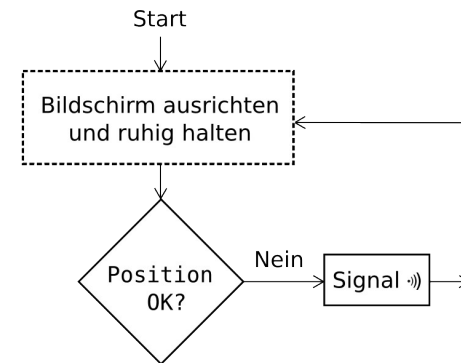 Start
Bildschirm ausrichten
und ruhig halten
Nein
Position
OK?
Signal